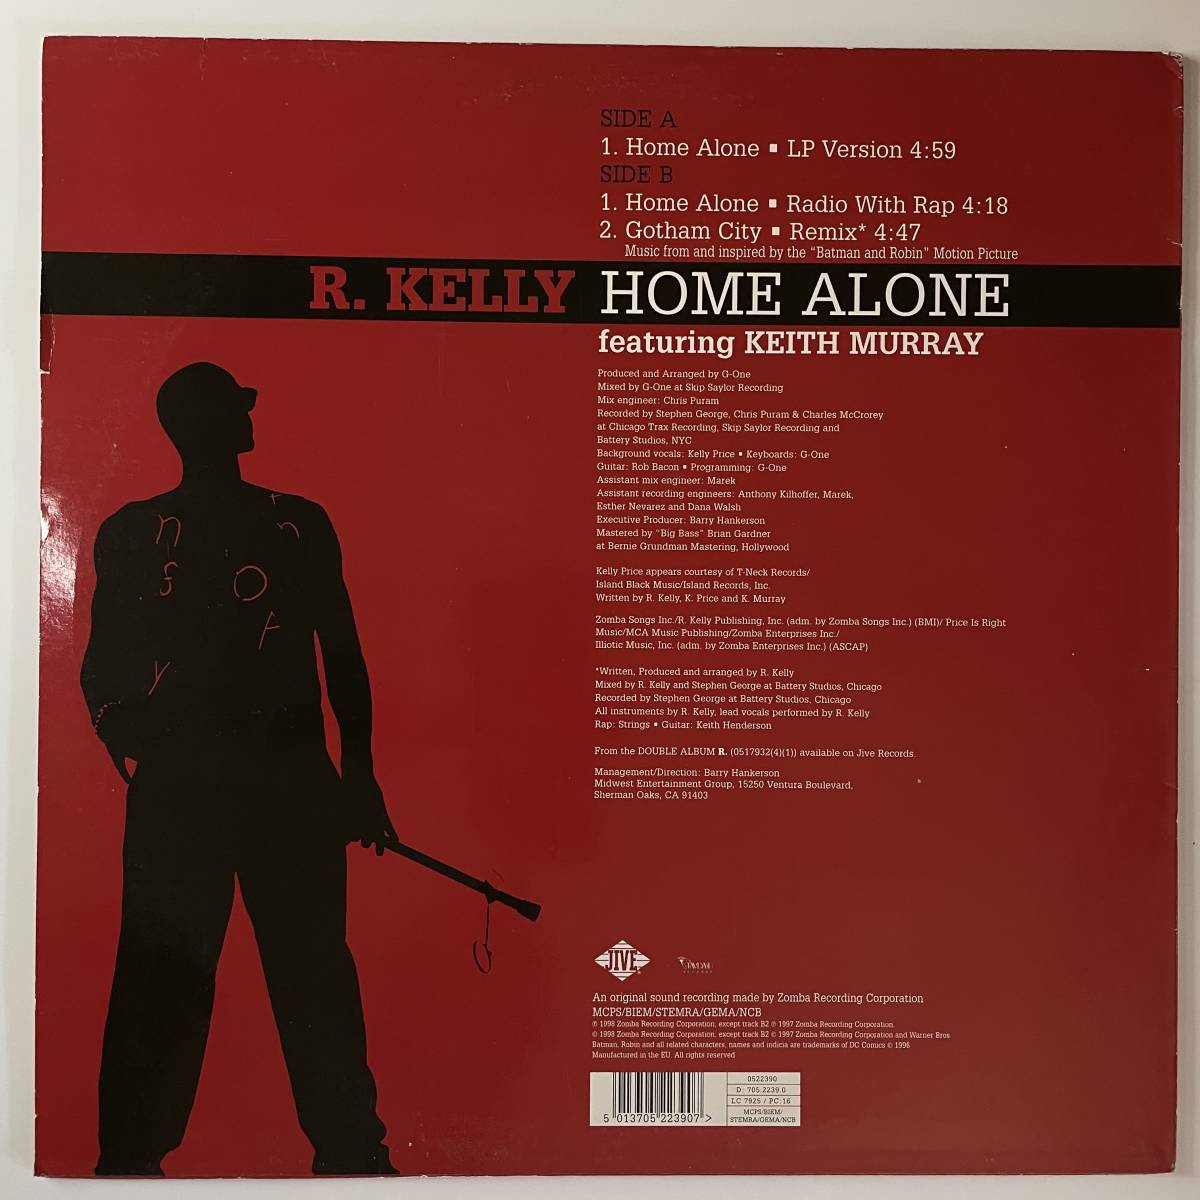 SIDE A
1. Home Alone ▪ LP Version 4:59
SIDE B
1. Home Alone ▪ Radio With Rap 4:18
2. Gotham City ▪ Remix* 4:47
Music from and inspired by the "Batman and Robin" Motion Picture
R. KELLY HOME ALONE
featuring KEITH MURRAY
Produced and Arranged by G-One
Mixed by G-One at Skip Saylor Recording
Mix engineer: Chris Puram
Recorded by Stephen George, Chris Puram & Charles McCrorey
at Chicago Trax Recording, Skip Saylor Recording and
Battery Studios, NYC
Background vocals: Kelly Price • Keyboards: G-One
Guitar: Rob Bacon • Programming: G-One
Assistant mix engineer: Marek
Assistant recording engineers: Anthony Kilhoffer, Marek,
Esther Nevarez and Dana Walsh
Executive Producer: Barry Hankerson
Mastered by "Big Bass" Brian Gardner
at Bernie Grundman Mastering, Hollywood
Kelly Price appears courtesy of T-Neck Records/
Island Black Music/Island Records, Inc.
Written by R. Kelly, K. Price and K. Murray
Zomba Songs Inc./R. Kelly Publishing, Inc. (adm. by Zomba Songs Inc.) (BMI)/ Price Is Right
Music/MCA Music Publishing/Zomba Enterprises Inc./
Illiotic Music, Inc. (adm. by Zomba Enterprises Inc.) (ASCAP)
*Written, Produced and arranged by R. Kelly
Mixed by R. Kelly and Stephen George at Battery Studios, Chicago
Recorded by Stephen George at Battery Studios, Chicago
All instruments by R. Kelly, lead vocals performed by R. Kelly
Rap: Strings • Guitar: Keith Henderson
From the DOUBLE ALBUM R. (0517932(4)(1)) available on Jive Records.
Management/Direction: Barry Hankerson
Midwest Entertainment Group, 15250 Ventura Boulevard,
Sherman Oaks, CA 91403
JIVE
An original sound recording made by Zomba Recording Corporation
MCPS/BIEM/STEMRA/GEMA/NCB
℗ 1998 Zomba Recording Corporation, except track B2 ℗ 1997 Zomba Recording Corporation.
© 1998 Zomba Recording Corporation, except track B2 © 1997 Zomba Recording Corporation and Warner Bros
Batman, Robin and all related characters, names and indicia are trademarks of DC Comics © 1996
Manufactured in the EU. All rights reserved
5 013705 223907 >
0522390
D: 705.2239.0
LC 7925 / PC:16
MCPS/BIEM/
STEMRA/GEMA/NCB